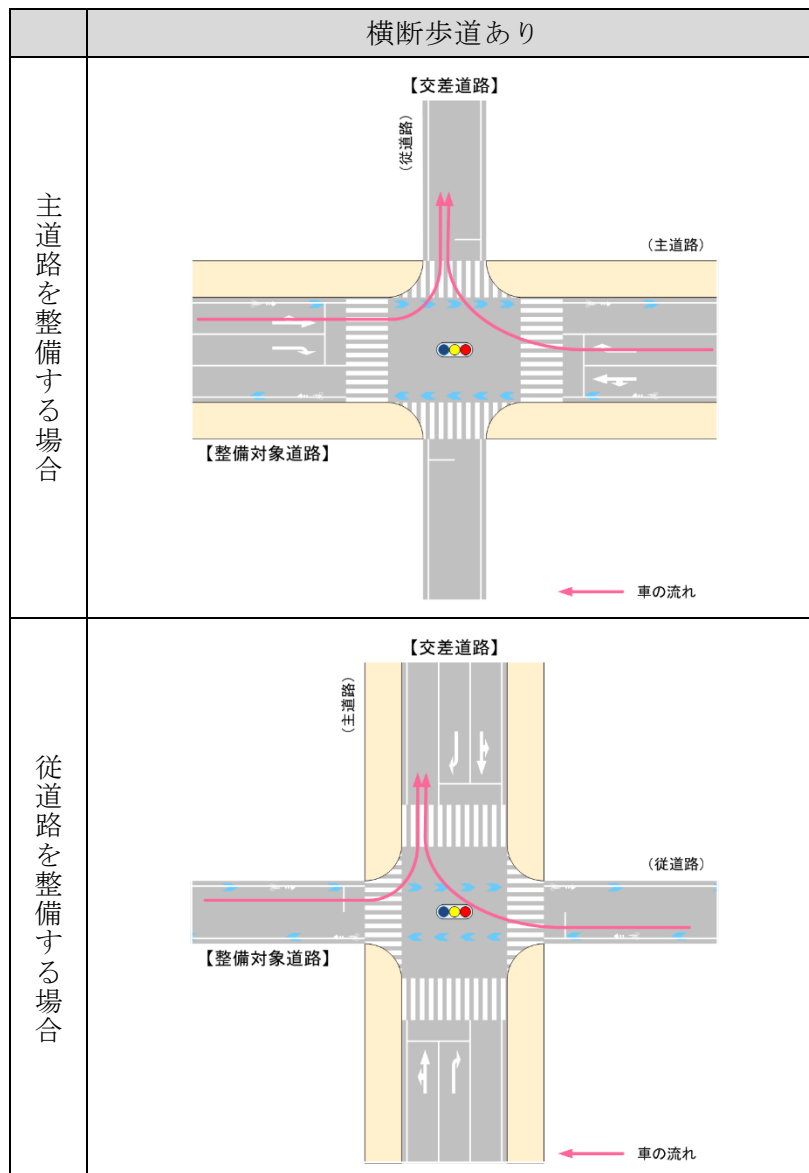 横断歩道あり
主道路を整備する場合
【交差道路】
(従道路)
(主道路)
【整備対象道路】
車の流れ
従道路を整備する場合
【交差道路】
(主道路)
(従道路)
【整備対象道路】
車の流れ